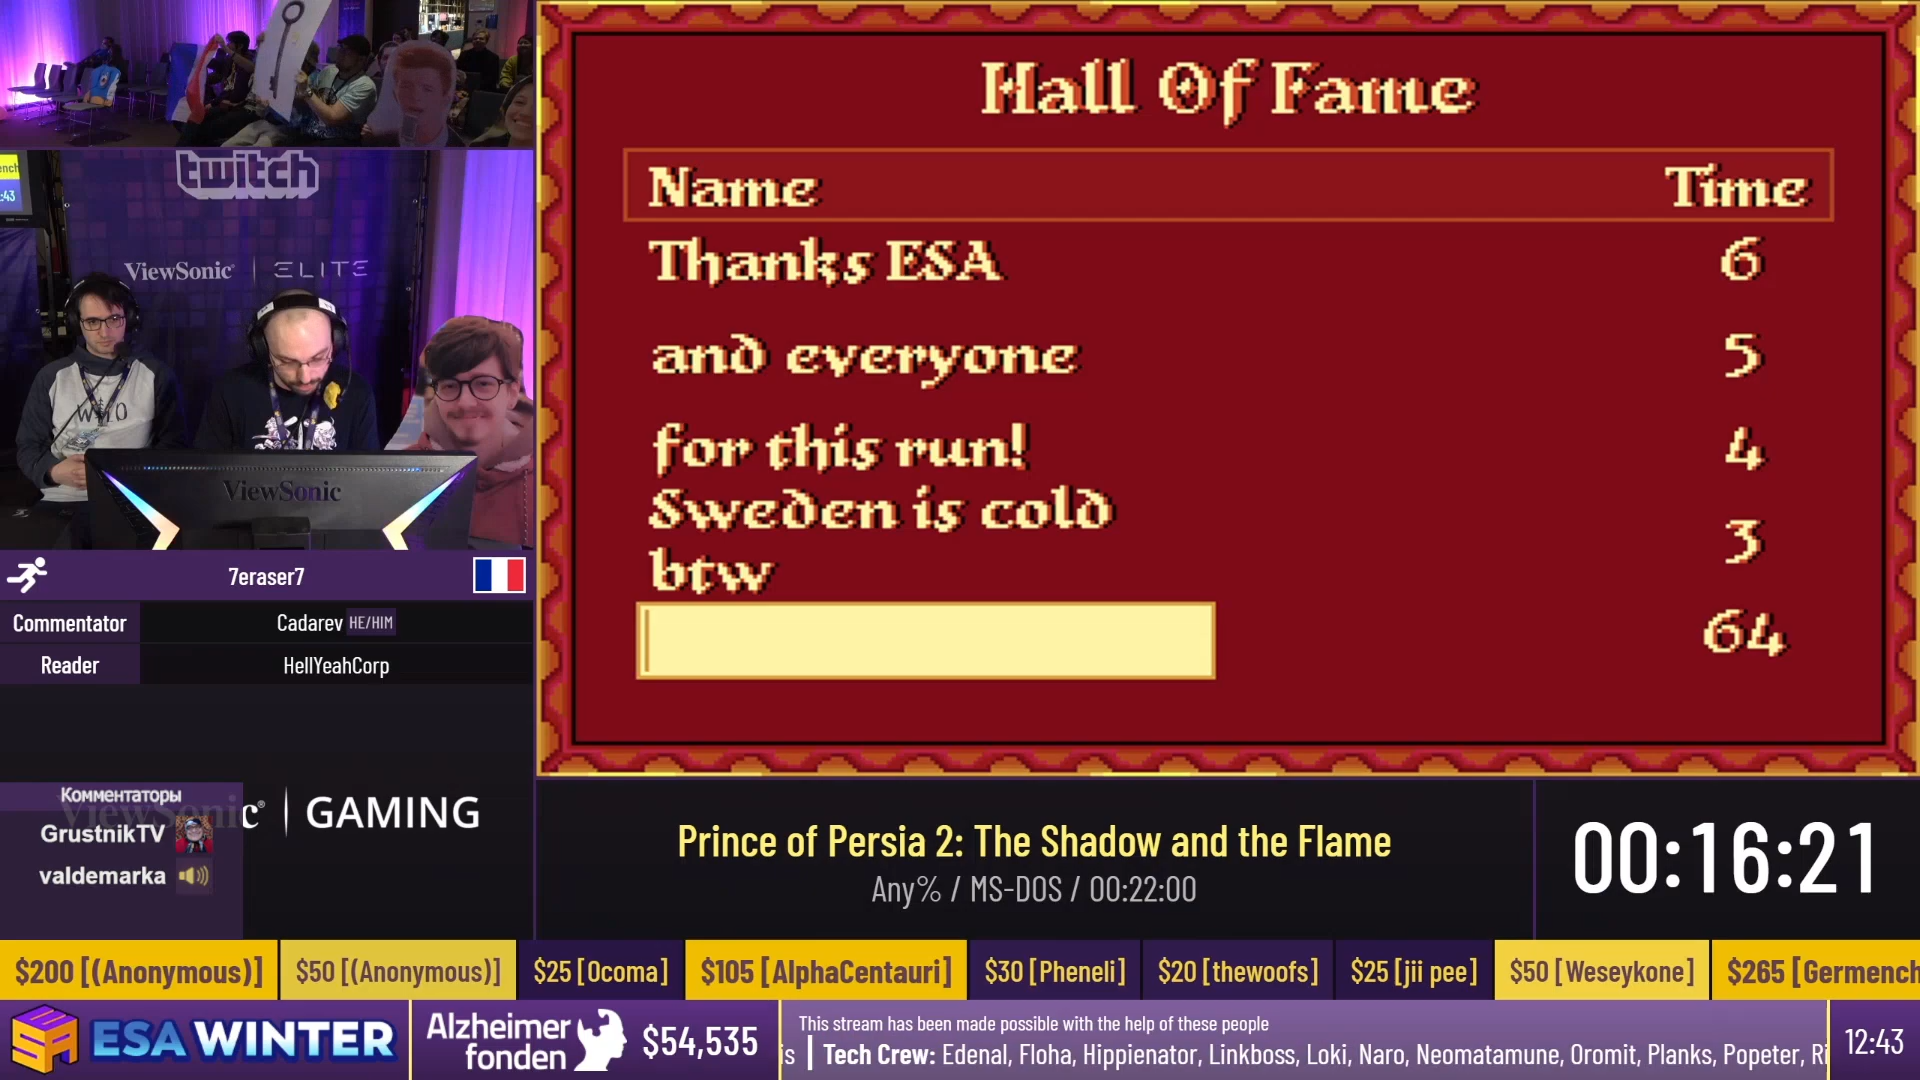 Hall Of Fame
Name Time
Thanks ESA 6
and everyone 5
for this run! 4
Sweden is cold
btw 3
64
twitch
ViewSonic ELITE
WILD
ViewSonic
7eraser7
Commentator Cadarev HE/HIM
Reader HellYeahCorp
Комментаторы
GrustnikTV
valdemarka
GAMING
Prince of Persia 2: The Shadow and the Flame
Any% / MS-DOS / 00:22:00
00:16:21
$200 [(Anonymous)] $50 [(Anonymous)] $25 [Ocoma] $105 [AlphaCentauri] $30 [Pheneli] $20 [thewoofs] $25 [jii pee] $50 [Weseykone] $265 [Germench
ESA WINTER
Alzheimer
fonden
$54,535
This stream has been made possible with the help of these people
is | Tech Crew: Edenal, Floha, Hippienator, Linkboss, Loki, Naro, Neomatamune, Oromit, Planks, Popeter, Ri
12:43